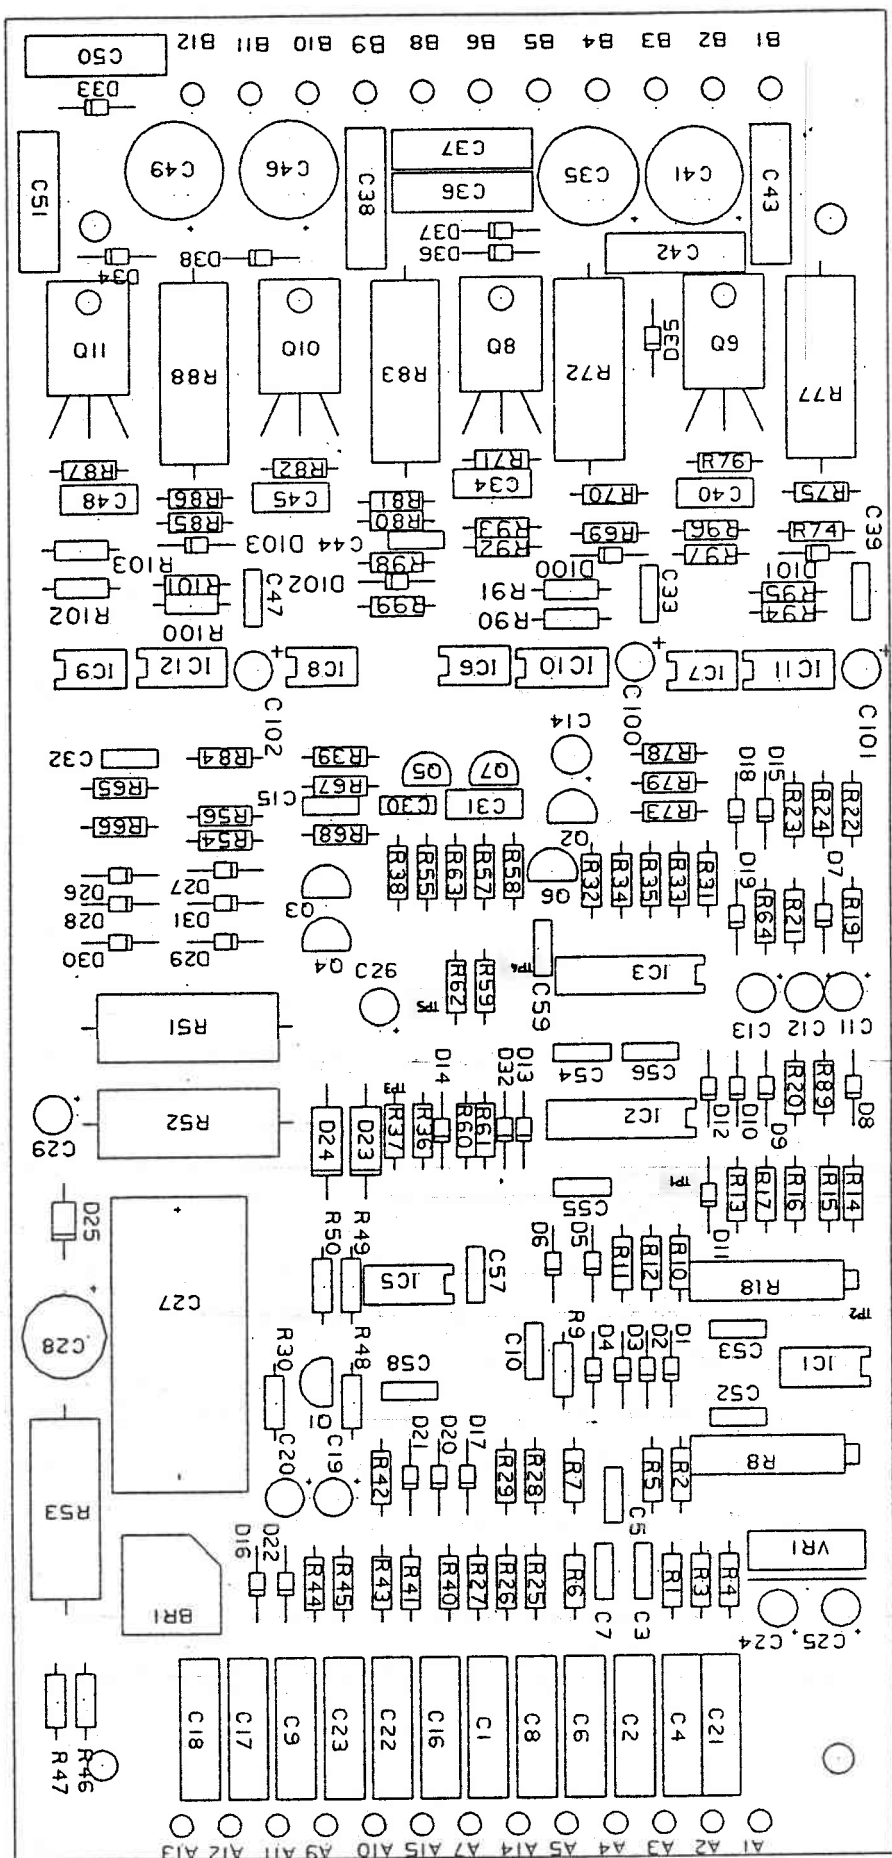 B12 B11 B10 B9 B8 B6 B5 B4 B3 B2 B1
C50
D33
C51 C49 C46 C38 C37 C35 C41 C43
C36
D37
D34 D38 D36 C42
Q11 R88 Q10 R83 Q8 R72 D35 Q9 R77
R87 R82 R71 R76
C48 R86 C45 R81 C34 R70 C40 R75
R85 R80 R93 R69 R96 R74 C39
R103 D103 C44 R98 R92 D100 R97 D101
R102 R101 C47 D102 R99 R91 C33 R95
R100 R90 R94
IC9 IC12 IC8 IC6 IC10 IC7 IC11
C102 C100 C101
C14
C32 R84 R39 Q5 Q7 R78 D18 D15
R65 R67 R79 R23 R24 R22
R66 R56 C15 C30 C31 Q2 R73
R54 R68
D26 D27 Q3 R38 R55 R63 R57 R58 Q6 R32 R34 R35 R33 R31 D19 R64 R21 D7 R19
D28 D31
D30 D29 Q4
C26 TP5 R62 R59 TP4 C59 IC3
R51 C13 C12 C11
D14 D32 D13 C54 C56
C29 R52 D24 D23 TP3 R37 R36 R60 R61 IC2 D12 D10 D9 R20 R89 D8
C55 TP1 D11 R13 R17 R16 R15 R14
D25 R50 R49 D6 D5
C27 IC5 C57 R11 R12 R10 R18
TP2
C28 R30 R48 C58 C10 R9 D4 D3 D2 D1 C53 IC1
Q1 C52
C20 C19 D21 D20 D17
R53 R42 R29 R28 R7 C5 R5 R2 R8
D16 D22
BR1 R44 R45 R43 R41 R40 R27 R26 R25 R6 C7 C3 R1 R3 R4 VR1
C24 C25
R47 R46 C18 C17 C9 C23 C22 C16 C1 C8 C6 C2 C4 C21
A13 A12 A11 A9 A10 A15 A7 A14 A5 A4 A3 A2 A1